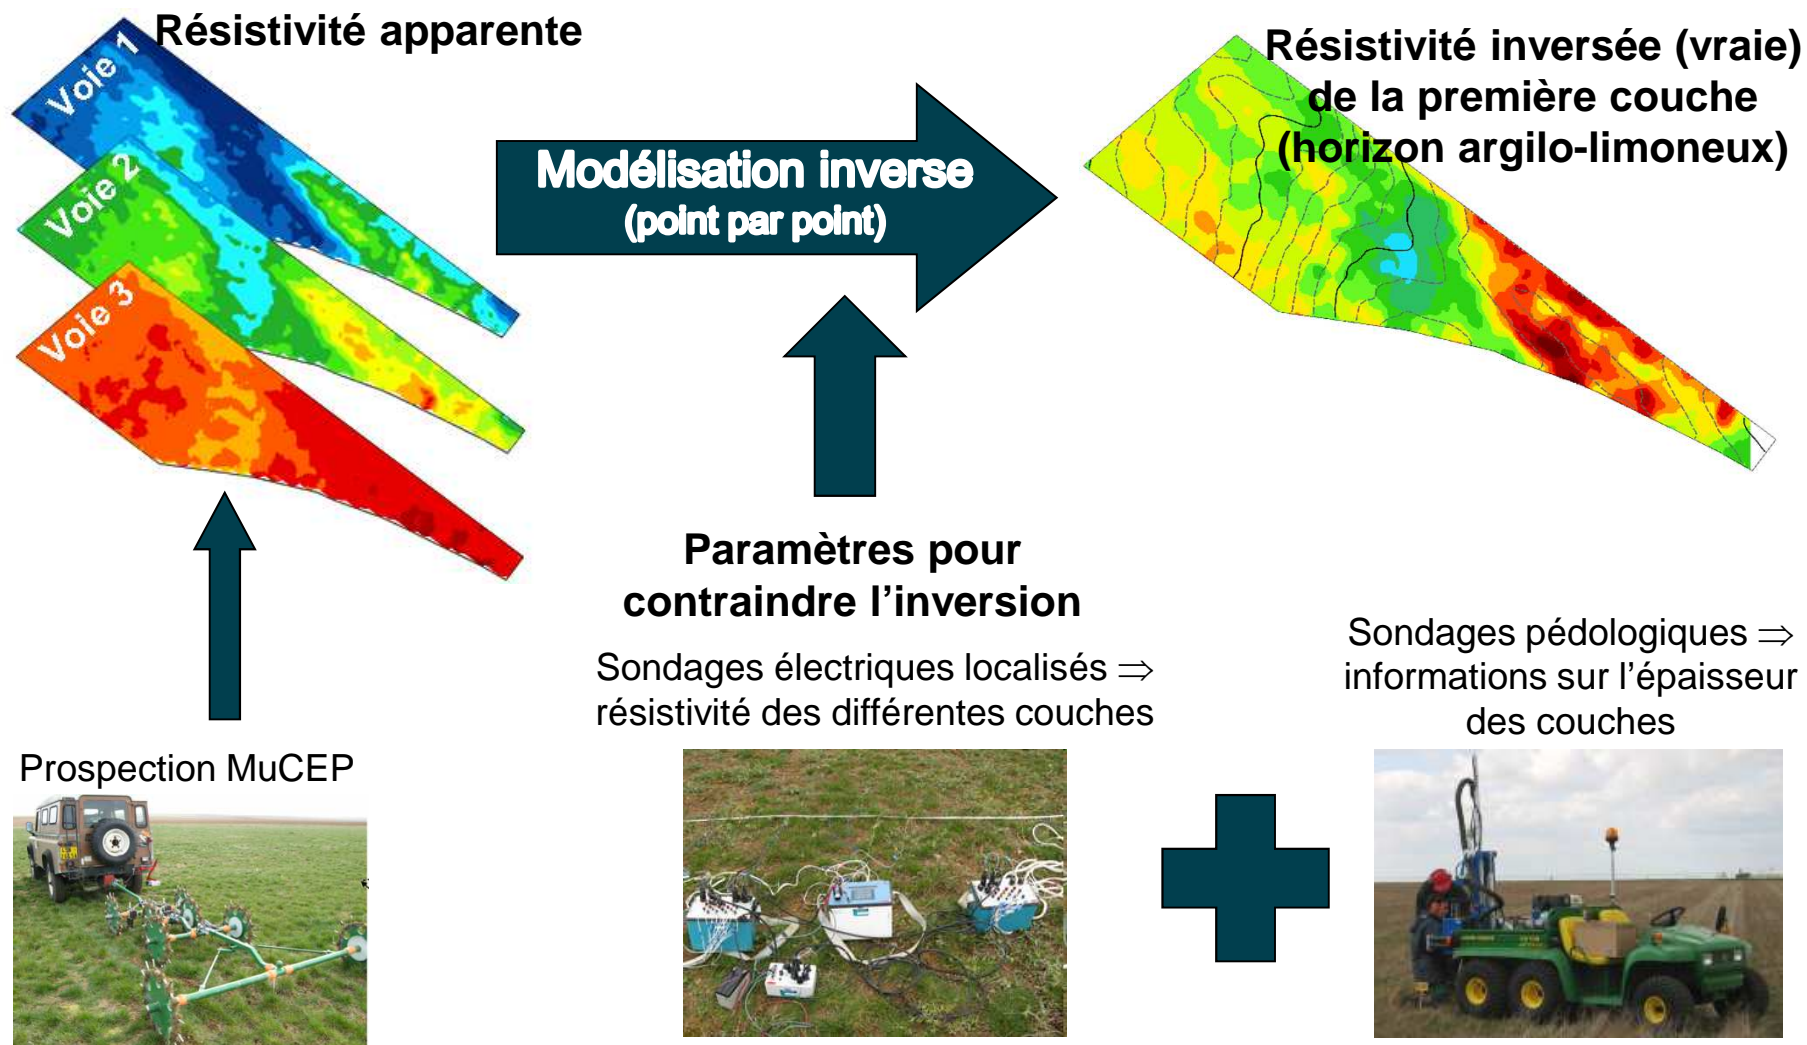 Résistivité apparente
Voie 1
Voie 2
Voie 3
Modélisation inverse
(point par point)
Résistivité inversée (vraie)
de la première couche
(horizon argilo-limoneux)
Paramètres pour
contraindre l’inversion
Sondages électriques localisés ⇒
résistivité des différentes couches
Sondages pédologiques ⇒
informations sur l’épaisseur
des couches
Prospection MuCEP